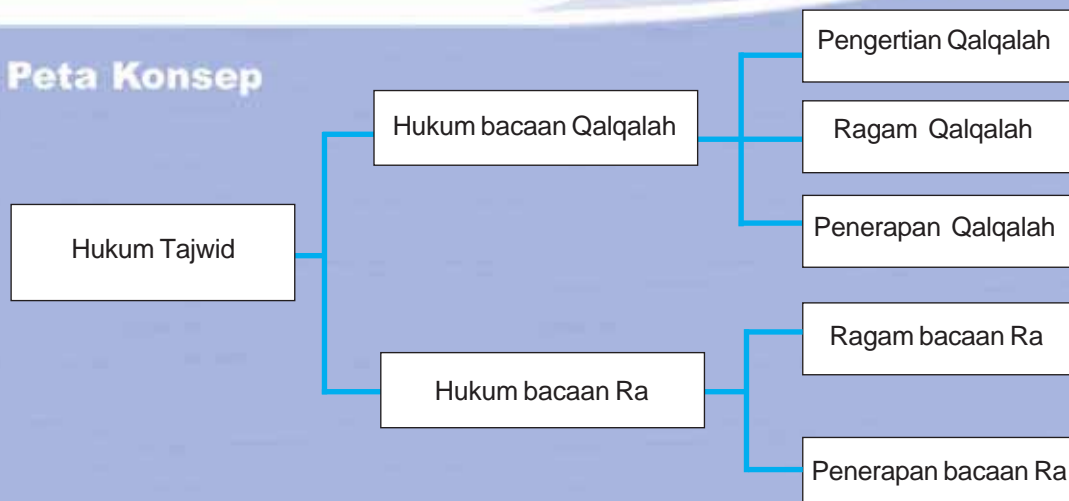 Peta Konsep
Hukum Tajwid
Hukum bacaan Qalqalah
Pengertian Qalqalah
Ragam Qalqalah
Penerapan Qalqalah
Hukum bacaan Ra
Ragam bacaan Ra
Penerapan bacaan Ra